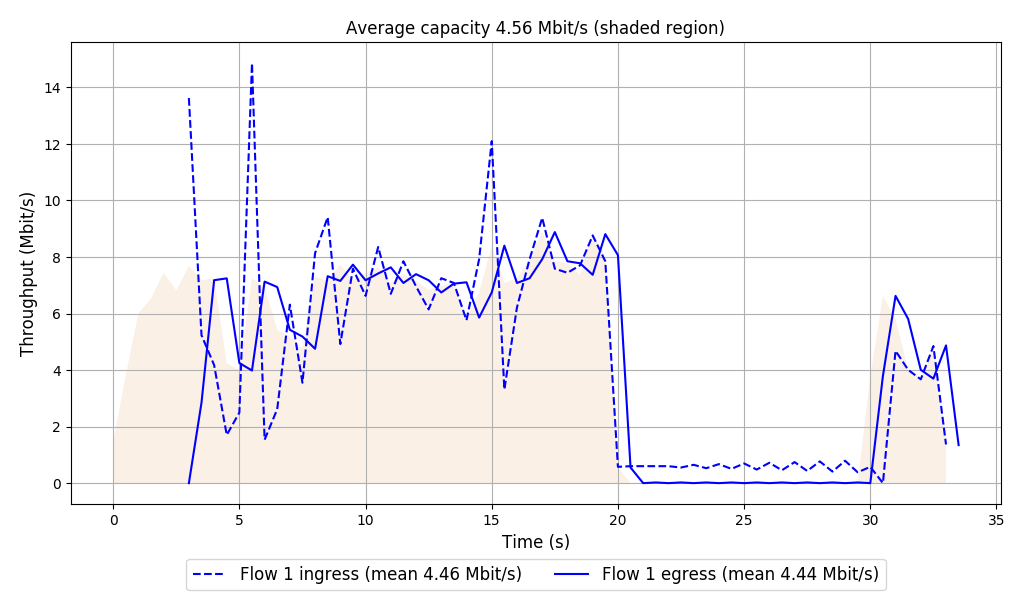 Average capacity 4.56 Mbit/s (shaded region)
Throughput (Mbit/s)
14
12
10
8
6
4
2
0
0 5 10 15 20 25 30 35
Time (s)
Flow 1 ingress (mean 4.46 Mbit/s) Flow 1 egress (mean 4.44 Mbit/s)